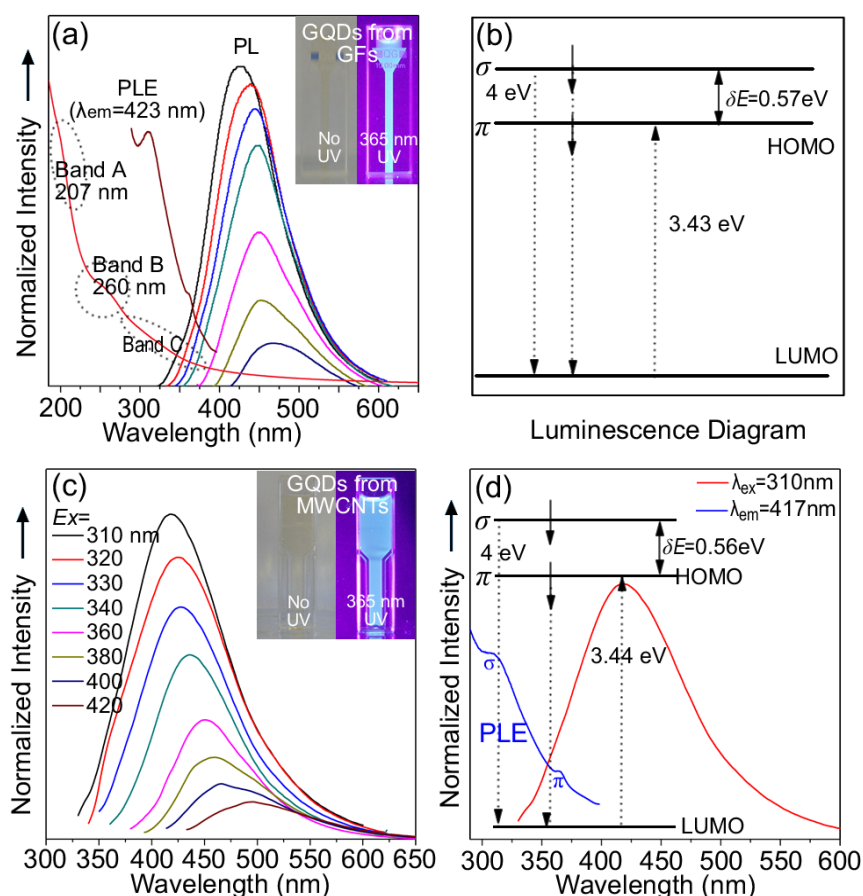 (a)
PL
GQDs from
GFs
PLE
(λem=423 nm)
No
UV
365 nm
UV
Band A
207 nm
Band B
260 nm
Band C
Normalized Intensity
200 300 400 500 600
Wavelength (nm)
(b)
σ
4 eV
δE=0.57eV
π
HOMO
3.43 eV
LUMO
Luminescence Diagram
(c)
GQDs from
MWCNTs
Ex=
310 nm
320
330
340
360
380
400
420
No
UV
365 nm
UV
Normalized Intensity
300 350 400 450 500 550 600 650
Wavelength (nm)
(d)
λex=310nm
λem=417nm
σ
4 eV
δE=0.56eV
π
HOMO
3.44 eV
σ
PLE
π
LUMO
Normalized Intensity
300 350 400 450 500 550 600
Wavelength (nm)